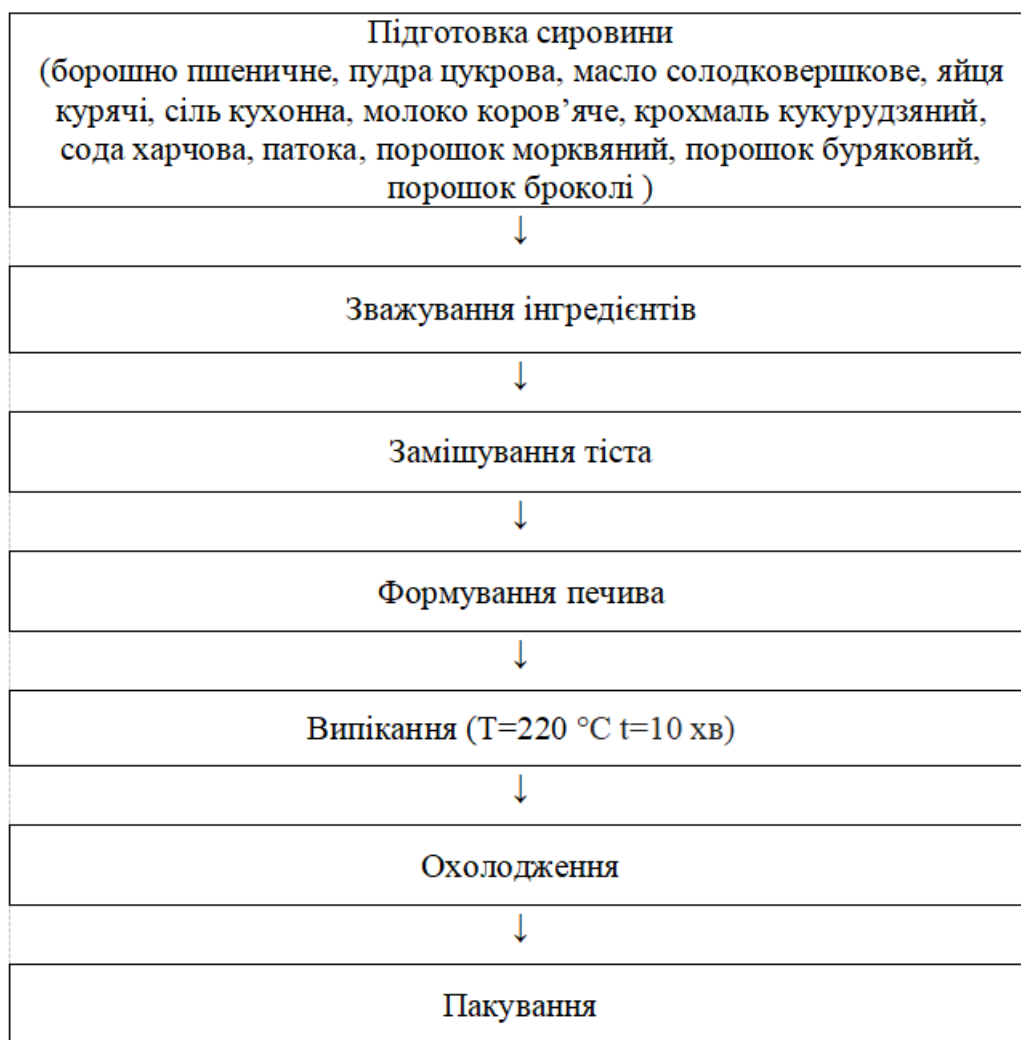 Підготовка сировини
(борошно пшеничне, пудра цукрова, масло солодковершкове, яйця
курячі, сіль кухонна, молоко коров’яче, крохмаль кукурудзяний,
сода харчова, патока, порошок морквяний, порошок буряковий,
порошок броколі )
↓
Зважування інгредієнтів
↓
Замішування тіста
↓
Формування печива
↓
Випікання (Т=220 °С t=10 хв)
↓
Охолодження
↓
Пакування